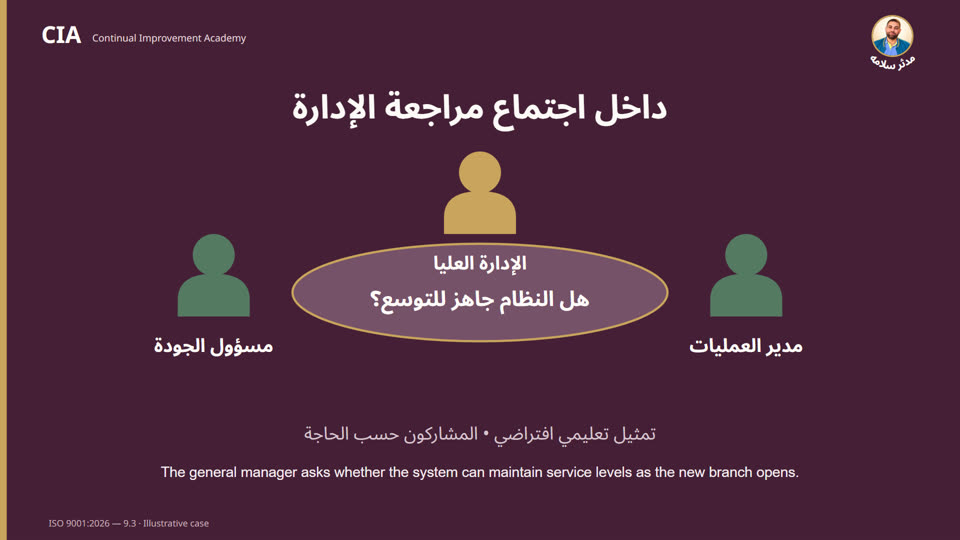 CIA Continual Improvement Academy
مدثر سلامه
داخل اجتماع مراجعة الإدارة
الإدارة العليا
هل النظام جاهز للتوسع؟
مدير العمليات
مسؤول الجودة
تمثيل تعليمي افتراضي • المشاركون حسب الحاجة
The general manager asks whether the system can maintain service levels as the new branch opens.
ISO 9001:2026 — 9.3 · Illustrative case